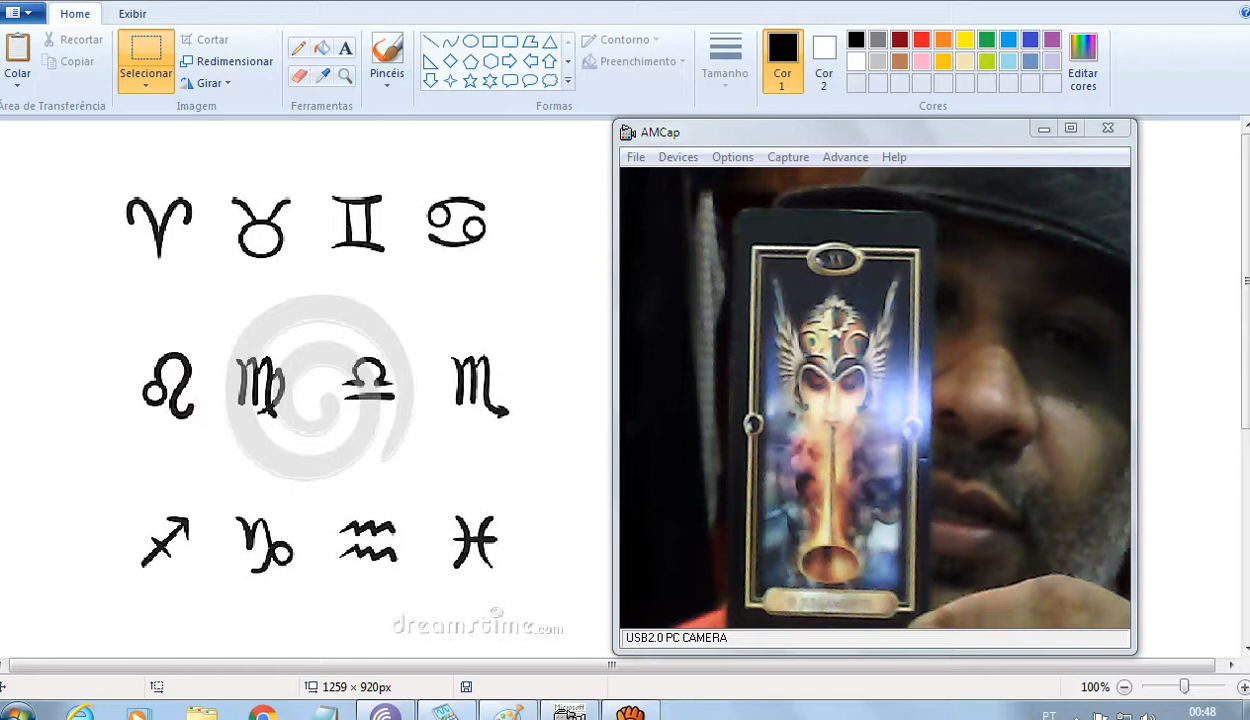 Home Exibir
Colar
Recortar
Copiar
Área de Transferência
Selecionar
Cortar
Redimensionar
Girar
Imagem
A
Ferramentas
Pincéis
Contorno
Preenchimento
Formas
Tamanho
Cor 1
Cor 2
Editar cores
Cores
AMCap
File Devices Options Capture Advance Help
USB2.0 PC CAMERA
dreamstime.com
1259 × 920px
100%
Microsoft
PT
00:48